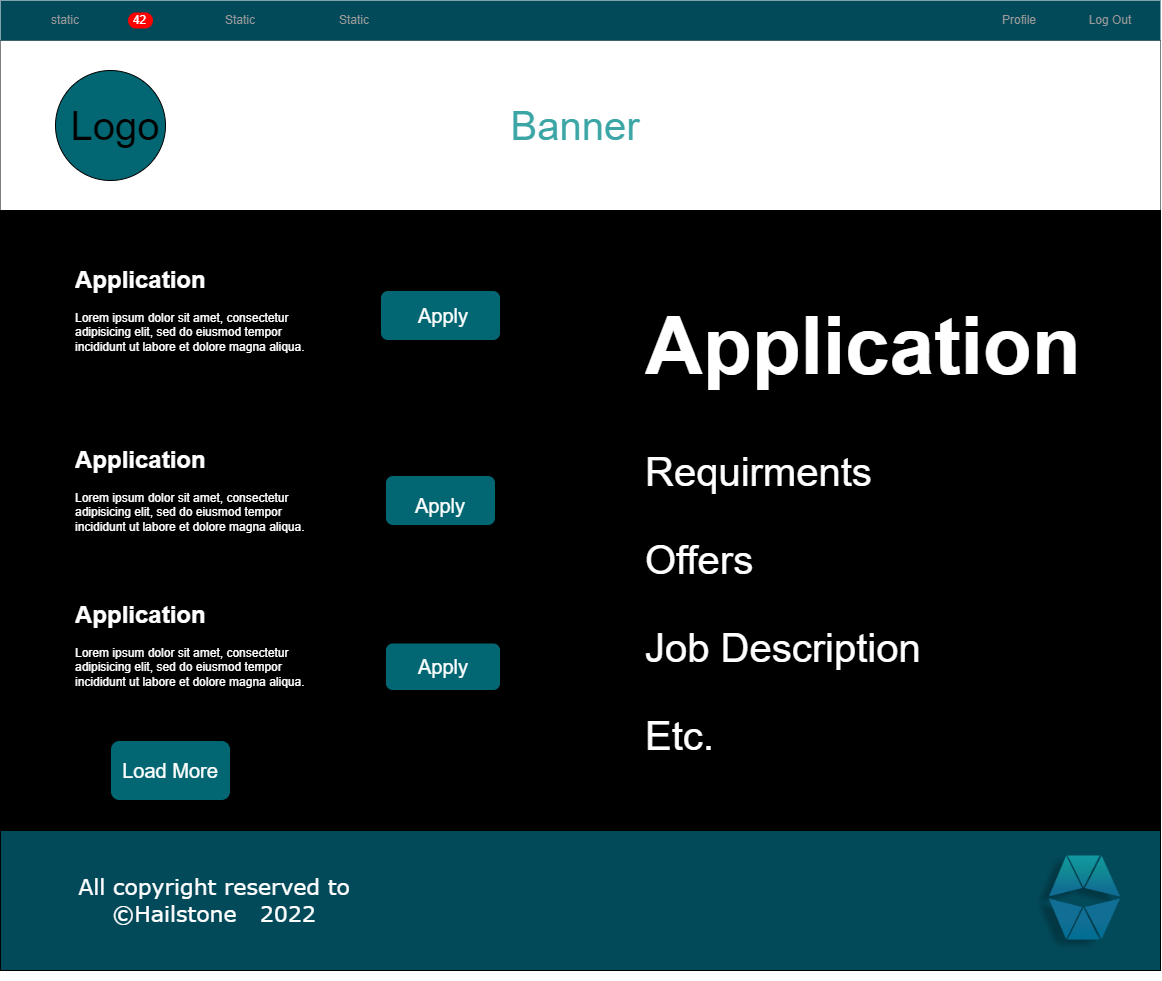 static 42 Static Static Profile Log Out
Logo
Banner
Application
Lorem ipsum dolor sit amet, consectetur
adipisicing elit, sed do eiusmod tempor
incididunt ut labore et dolore magna aliqua.
Apply
Application
Lorem ipsum dolor sit amet, consectetur
adipisicing elit, sed do eiusmod tempor
incididunt ut labore et dolore magna aliqua.
Apply
Application
Lorem ipsum dolor sit amet, consectetur
adipisicing elit, sed do eiusmod tempor
incididunt ut labore et dolore magna aliqua.
Apply
Load More
Application
Requirments
Offers
Job Description
Etc.
All copyright reserved to
©Hailstone 2022